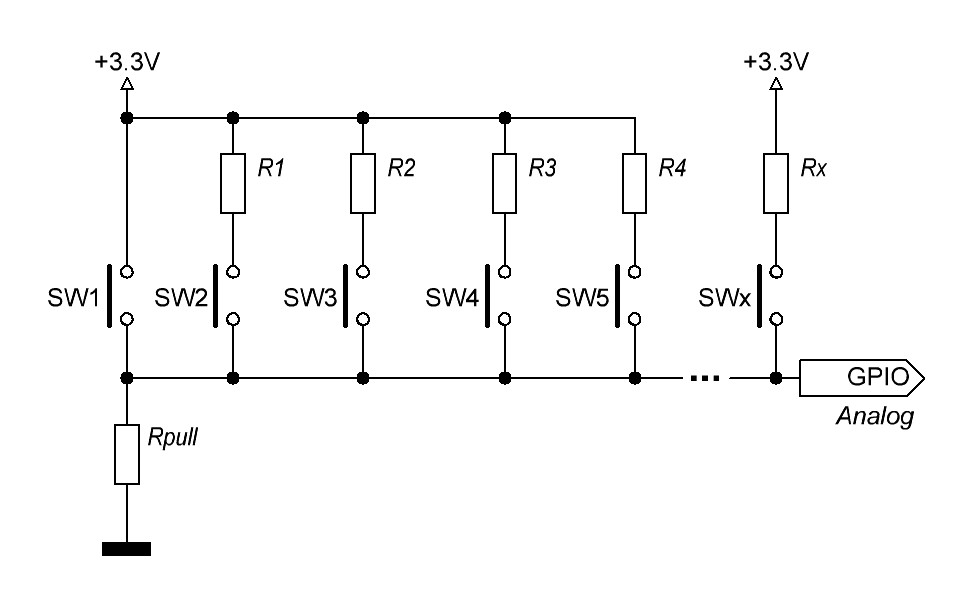 +3.3V +3.3V
R1 R2 R3 R4 Rx
SW1 SW2 SW3 SW4 SW5 SWx
...
GPIO
Analog
Rpull